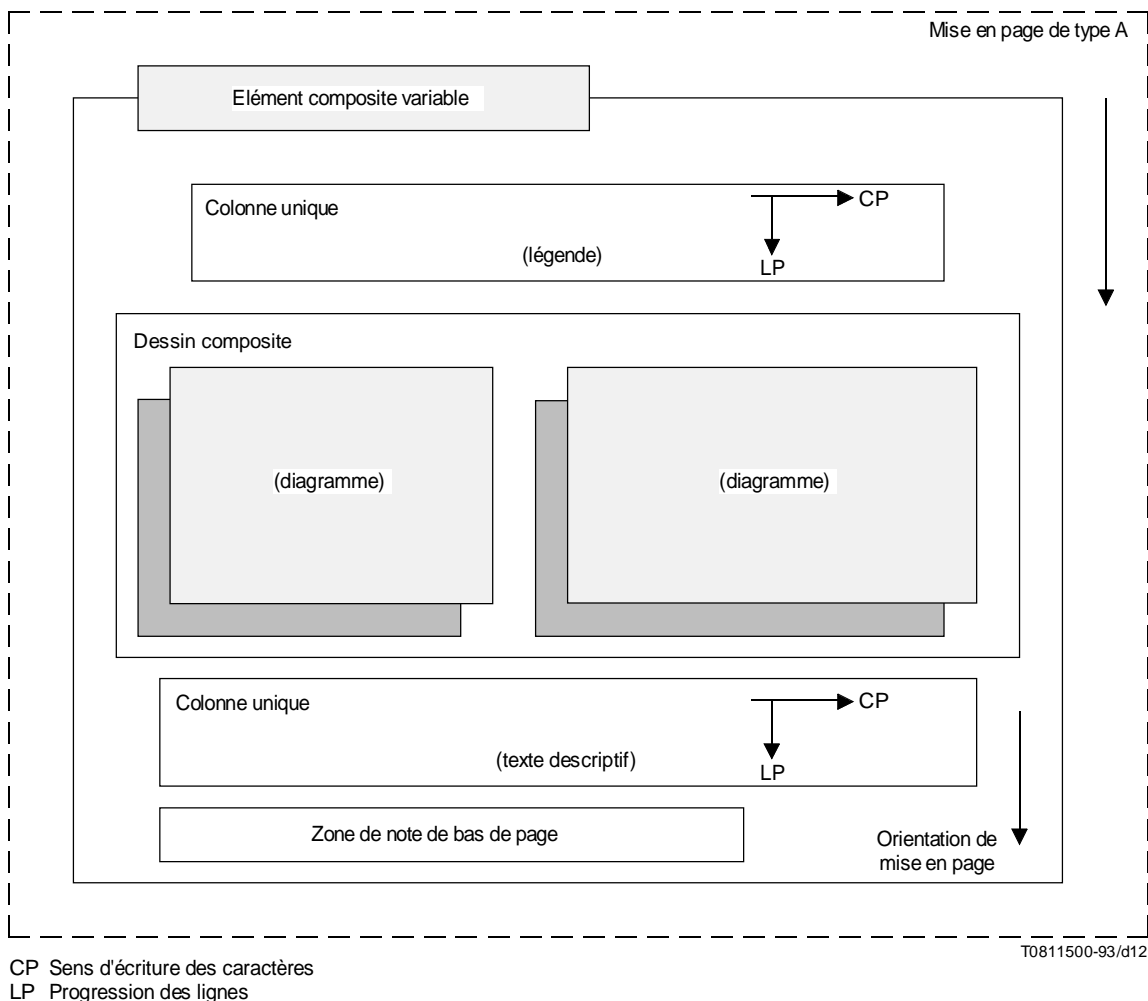 Mise en page de type A
Elément composite variable
Colonne unique
CP
(légende)
LP
Dessin composite
(diagramme)
(diagramme)
Colonne unique
CP
(texte descriptif)
LP
Zone de note de bas de page
Orientation de
mise en page
T0811500-93/d12
CP Sens d'écriture des caractères
LP Progression des lignes